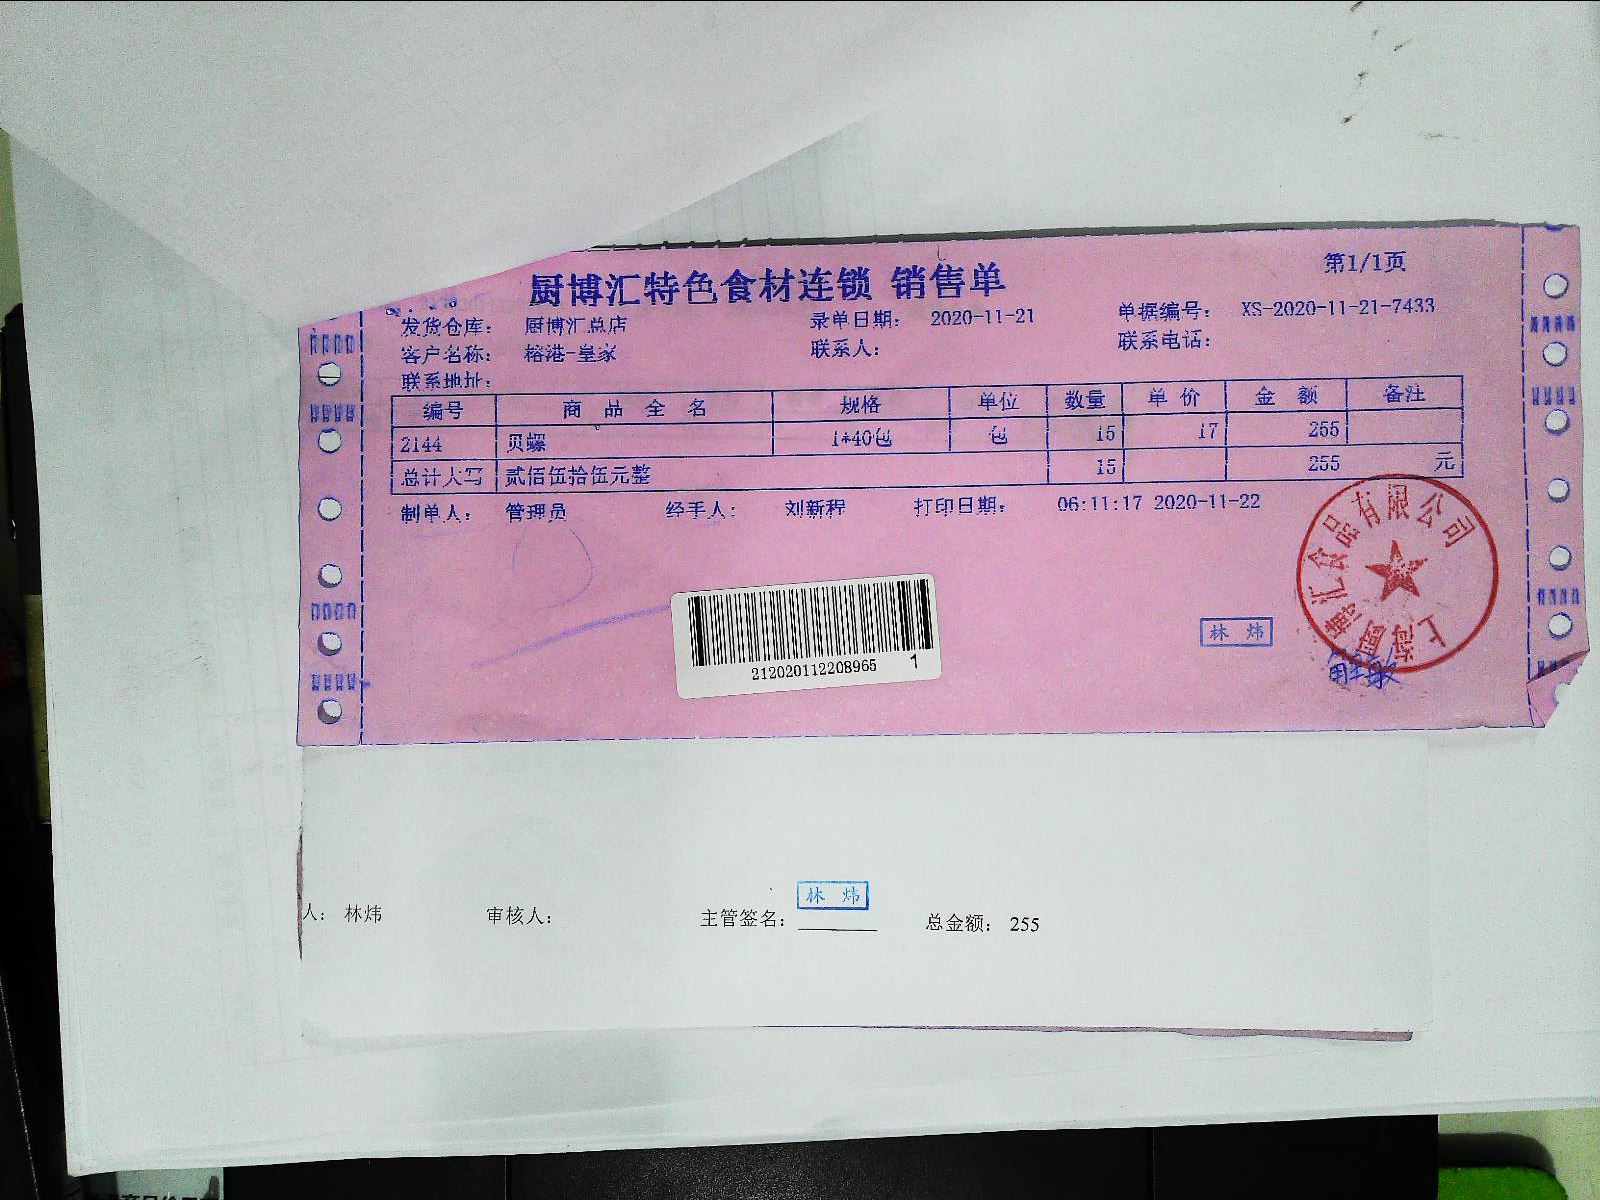 厨博汇特色食材连锁 销售单
第1/1页
发货仓库： 厨博汇总店 录单日期： 2020-11-21 单据编号： XS-2020-11-21-7433
客户名称： 榕港-皇家 联系人： 联系电话：
联系地址：
编号 商品全名 规格 单位 数量 单价 金额 备注
2144 贝螺 1*40包 包 15 17 255
总计大写 贰佰伍拾伍元整 15 255 元
制单人： 管理员 经手人： 刘新程 打印日期： 06:11:17 2020-11-22
上海厨博汇食品有限公司
林炜
212020112208965 1
林炜
人： 林炜 审核人： 主管签名： 总金额： 255